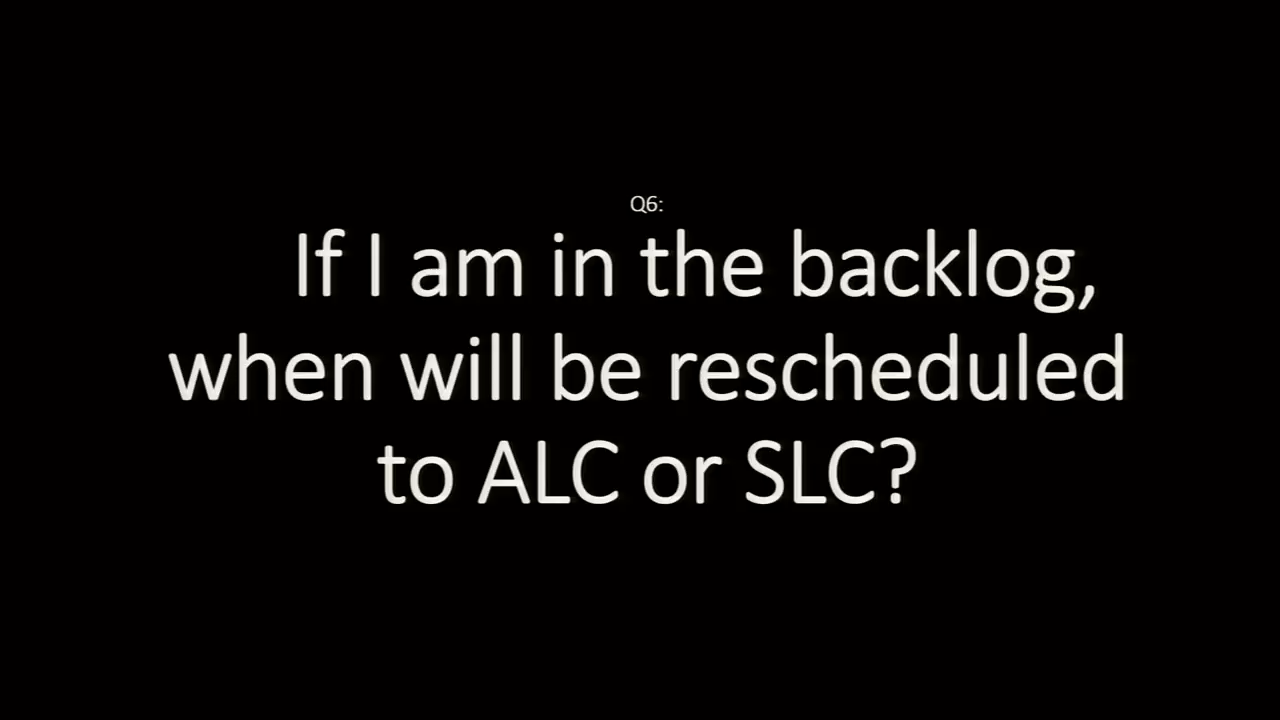 Q6:
If I am in the backlog,
when will be rescheduled
to ALC or SLC?